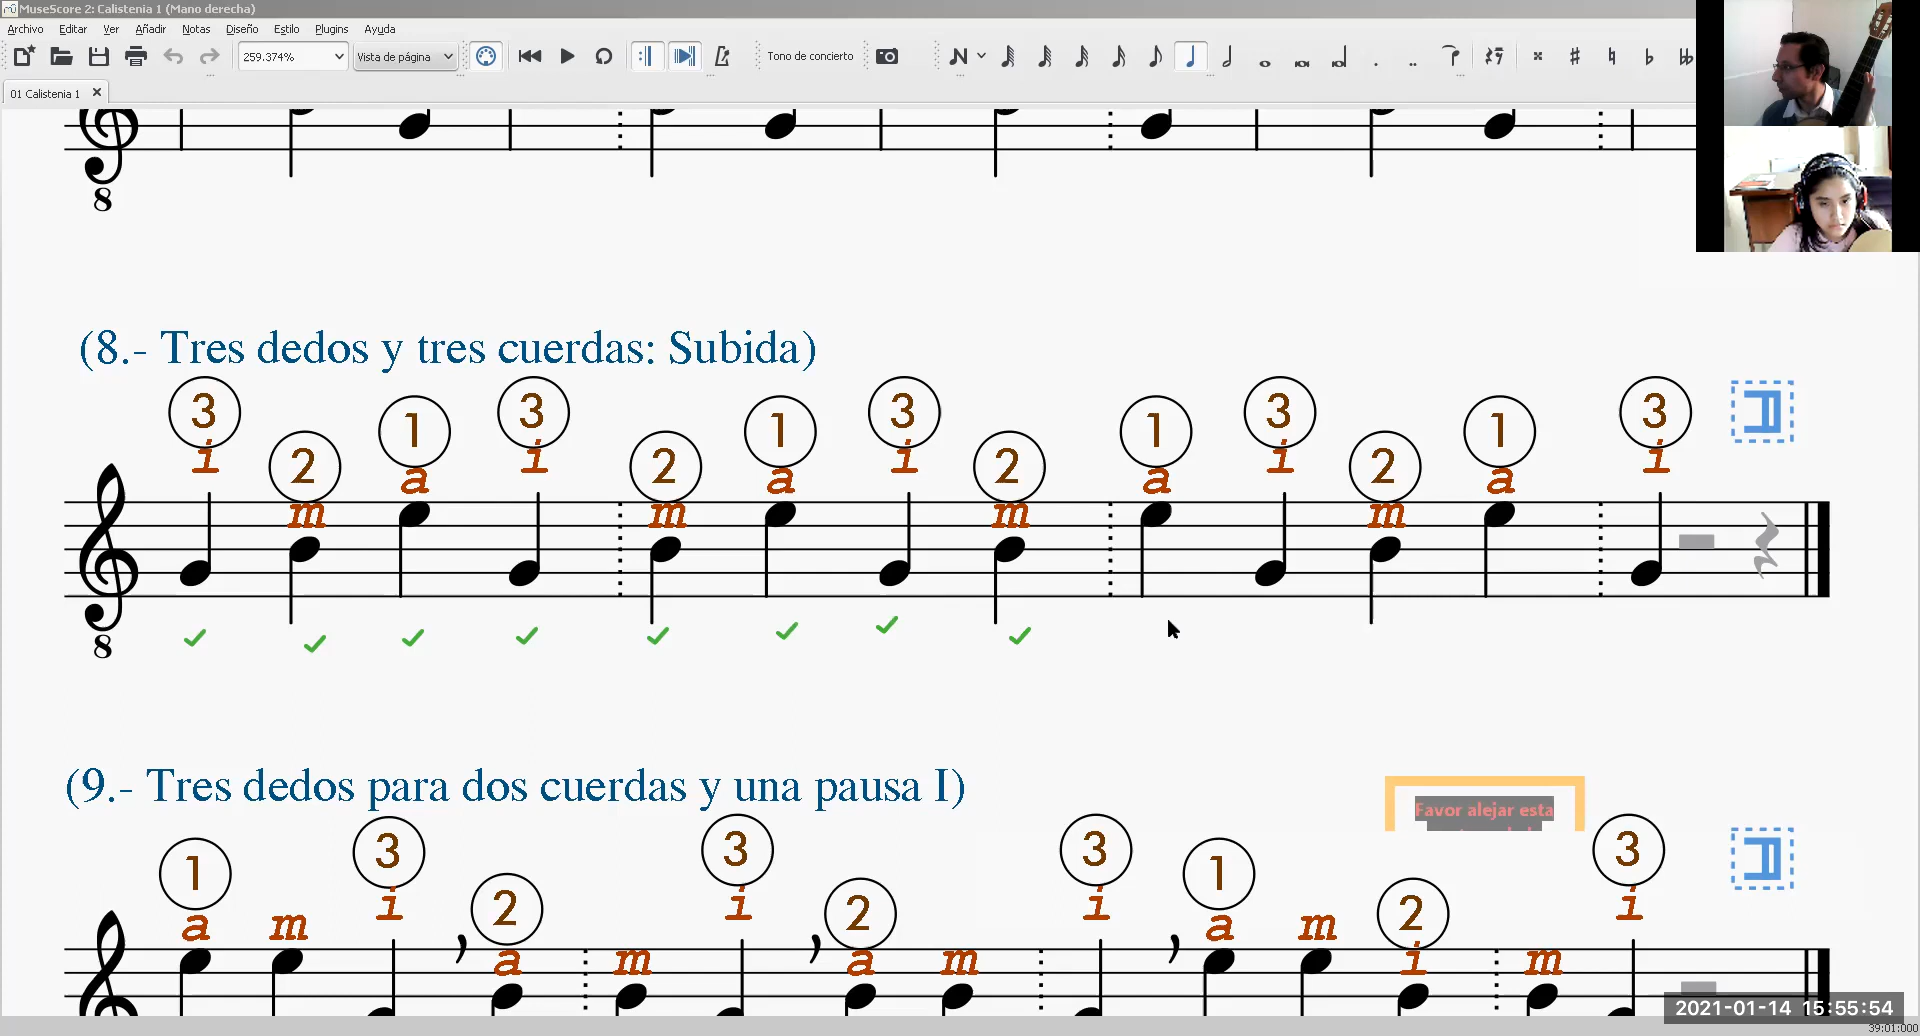 MuseScore 2: Calistenia 1 (Mano derecha)
Archivo Editar Ver Añadir Notas Diseño Estilo Plugins Ayuda
259.374% Vista de página Tono de concierto
01 Calistenia 1
8
(8.- Tres dedos y tres cuerdas: Subida)
3 2 1 3 2 1 3 2 1 3 2 1 3
i m a i m a i m a i m a i
8
(9.- Tres dedos para dos cuerdas y una pausa I)
Favor alejar esta
1 3 2 3 2 3 1 2 3
a m i a m i a m i a m i m i
2021-01-14 15:55:54
39:01:000